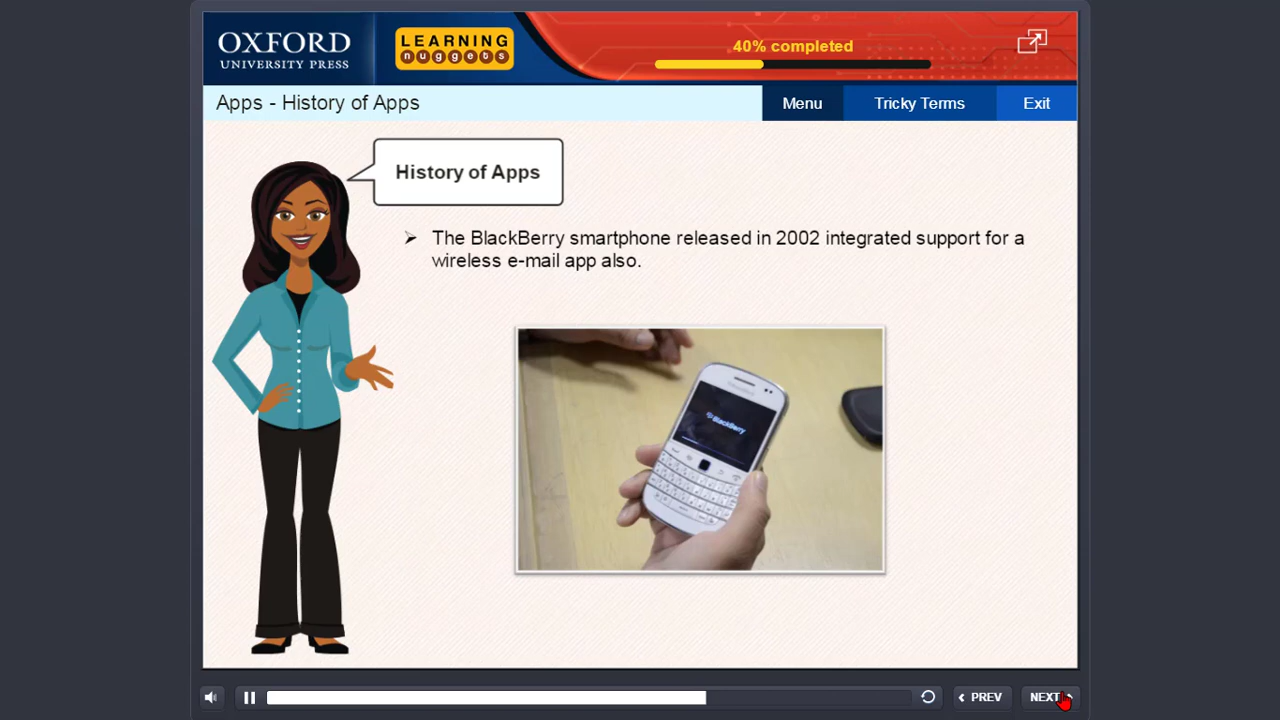 OXFORD
UNIVERSITY PRESS
LEARNING
nuggets
40% completed
Apps - History of Apps
Menu
Tricky Terms
Exit
History of Apps
➢ The BlackBerry smartphone released in 2002 integrated support for a
wireless e-mail app also.
BlackBerry
PREV
NEXT